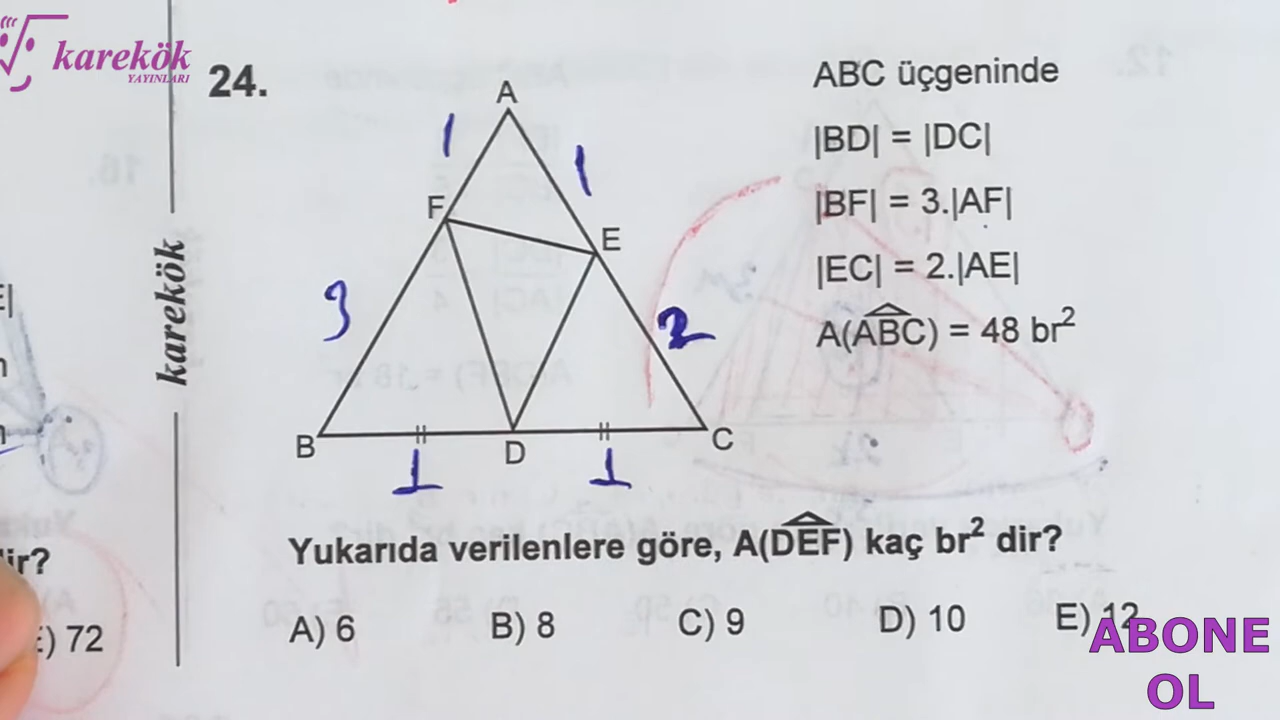 karekök
YAYINLARI
24.
ABC üçgeninde
|BD| = |DC|
|BF| = 3.|AF|
|EC| = 2.|AE|
A(ABC) = 48 br²
A
F
E
B
D
C
1
1
3
2
1
1
karekök
Yukarıda verilenlere göre, A(DEF) kaç br² dir?
A) 6 B) 8 C) 9 D) 10 E) 12
ir?
) 72
ABONE
OL